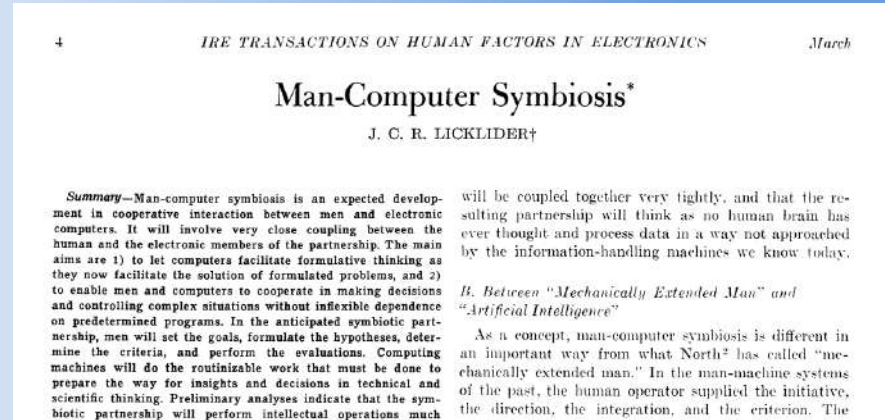 4 IRE TRANSACTIONS ON HUMAN FACTORS IN ELECTRONICS March
Man-Computer Symbiosis*
J. C. R. LICKLIDER†
Summary—Man-computer symbiosis is an expected develop-
ment in cooperative interaction between men and electronic
computers. It will involve very close coupling between the
human and the electronic members of the partnership. The main
aims are 1) to let computers facilitate formulative thinking as
they now facilitate the solution of formulated problems, and 2)
to enable men and computers to cooperate in making decisions
and controlling complex situations without inflexible dependence
on predetermined programs. In the anticipated symbiotic part-
nership, men will set the goals, formulate the hypotheses, deter-
mine the criteria, and perform the evaluations. Computing
machines will do the routinizable work that must be done to
prepare the way for insights and decisions in technical and
scientific thinking. Preliminary analyses indicate that the sym-
biotic partnership will perform intellectual operations much
will be coupled together very tightly, and that the re-
sulting partnership will think as no human brain has
ever thought and process data in a way not approached
by the information-handling machines we know today.
B. Between "Mechanically Extended Man" and
"Artificial Intelligence"
As a concept, man-computer symbiosis is different in
an important way from what North² has called "me-
chanically extended man." In the man-machine systems
of the past, the human operator supplied the initiative,
the direction, the integration, and the criterion. The